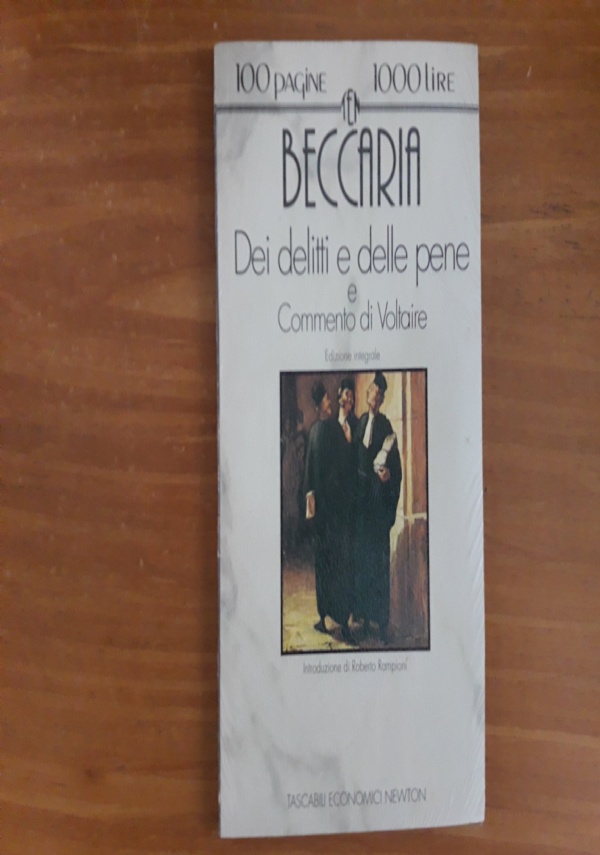 100 pagine 1000 lire
TEN
BECCARIA
Dei delitti e delle pene
e
Commento di Voltaire
Edizione integrale
Introduzione di Roberto Rampioni
TASCABILI ECONOMICI NEWTON